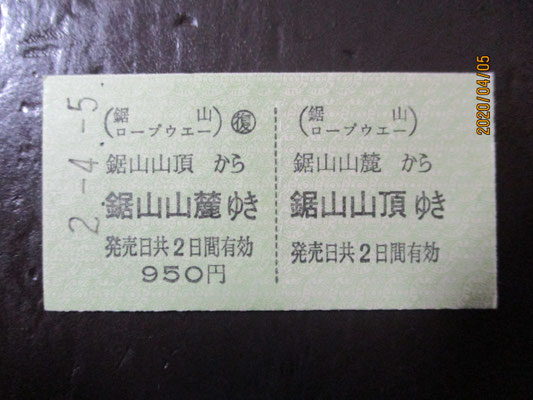 2020/04/05
2-4-5
(鋸山ロープウエー) 復
鋸山山頂 から
鋸山山麓 ゆき
発売日共2日間有効
950円
(鋸山ロープウエー)
鋸山山麓 から
鋸山山頂 ゆき
発売日共2日間有効